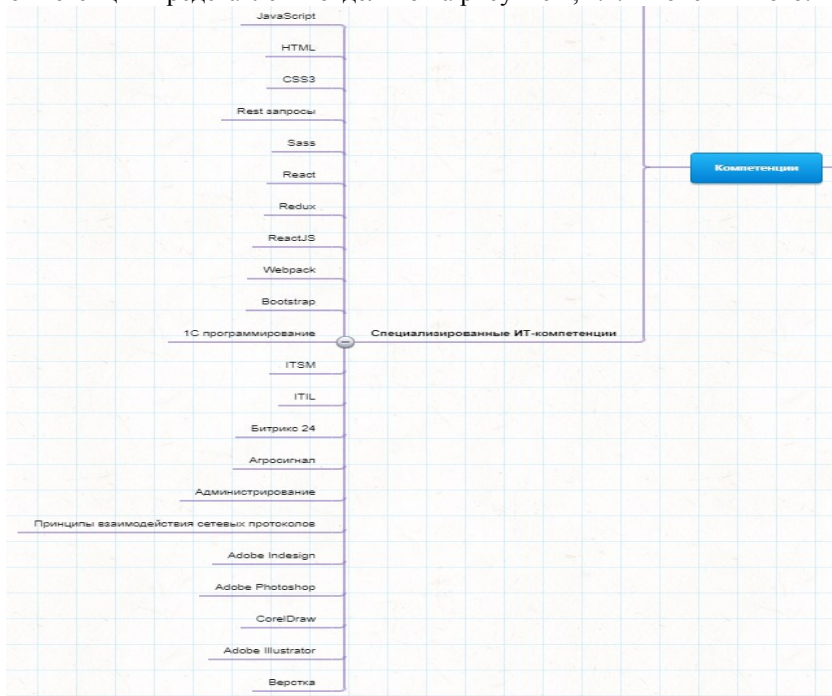 JavaScript
HTML
CSS3
Rest запросы
Sass
React
Компетенции
Redux
ReactJS
Webpack
Bootstrap
1С программирование
Специализированные ИТ-компетенции
ITSM
ITIL
Битрикс 24
Агросигнал
Администрирование
Принципы взаимодействия сетевых протоколов
Adobe Indesign
Adobe Photoshop
CorelDraw
Adobe Illustrator
Верстка